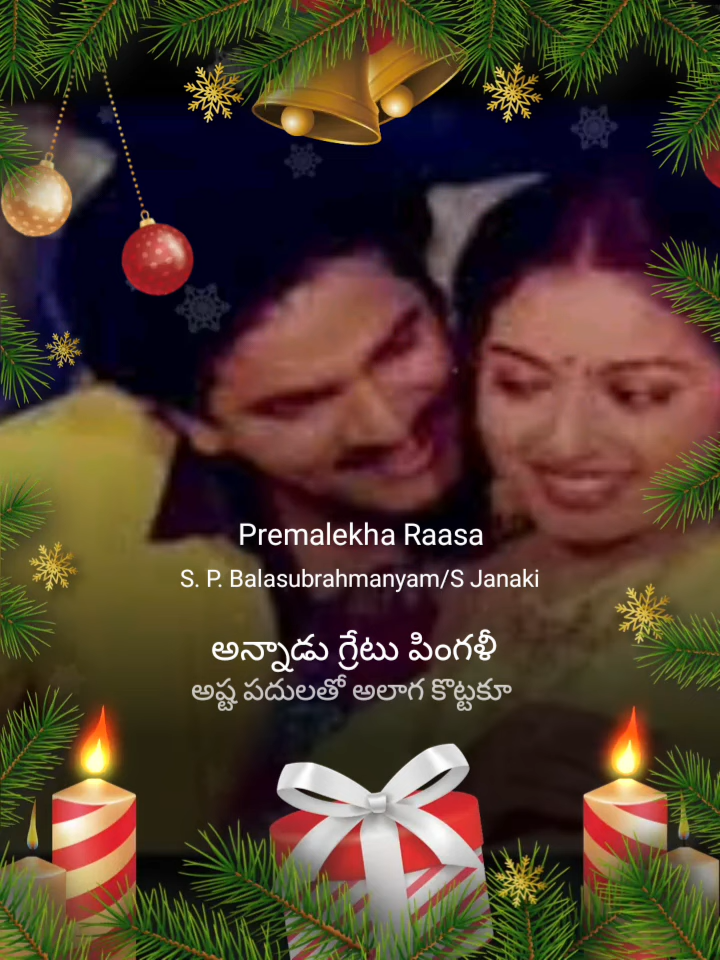 Premalekha Raasa
S. P. Balasubrahmanyam/S Janaki
అన్నాడు గ్రేటు పింగళీ
అష్ట పదులతో అలాగ కొట్టకూ